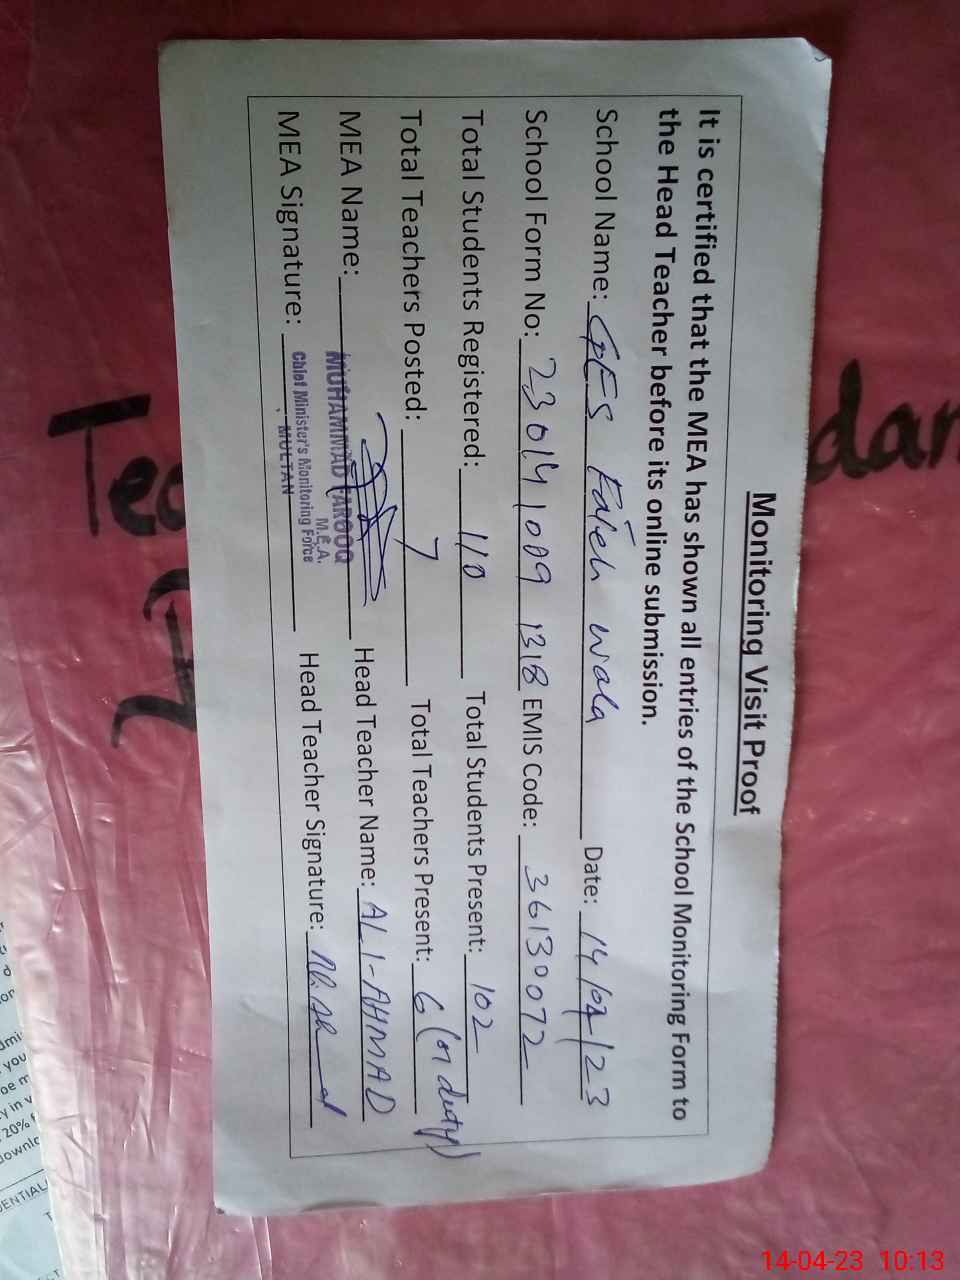 Monitoring Visit Proof
It is certified that the MEA has shown all entries of the School Monitoring Form to
the Head Teacher before its online submission.
School Name: GES Fateh wala Date: 14/04/23
School Form No: 230141009 1318 EMIS Code: 36130072
Total Students Registered: 110 Total Students Present: 102
Total Teachers Posted: 7 Total Teachers Present: 6 (on duty)
MEA Name: MUHAMMAD FAROOQ Head Teacher Name: ALI-AHMAD
M.E.A.
MEA Signature: Chief Minister's Monitoring Force Head Teacher Signature:
MULTAN
dan
Tec
14-04-23 10:13